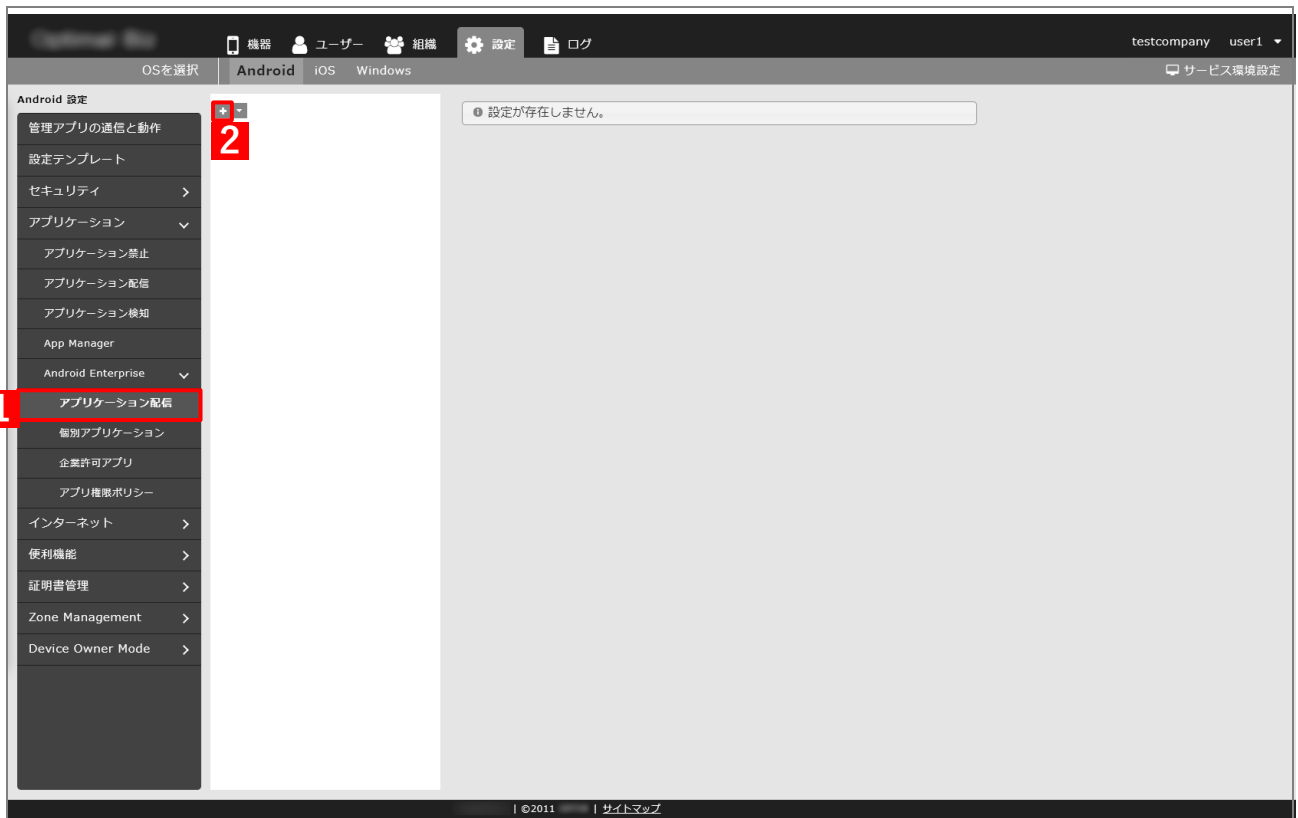 機器 ユーザー 組織 設定 ログ testcompany user1
OSを選択 Android iOS Windows サービス環境設定
Android 設定
管理アプリの通信と動作
設定テンプレート
セキュリティ
アプリケーション
アプリケーション禁止
アプリケーション配信
アプリケーション検知
App Manager
Android Enterprise
1
アプリケーション配信
個別アプリケーション
企業許可アプリ
アプリ権限ポリシー
インターネット
便利機能
証明書管理
Zone Management
Device Owner Mode
2
設定が存在しません。
| ©2011 | サイトマップ